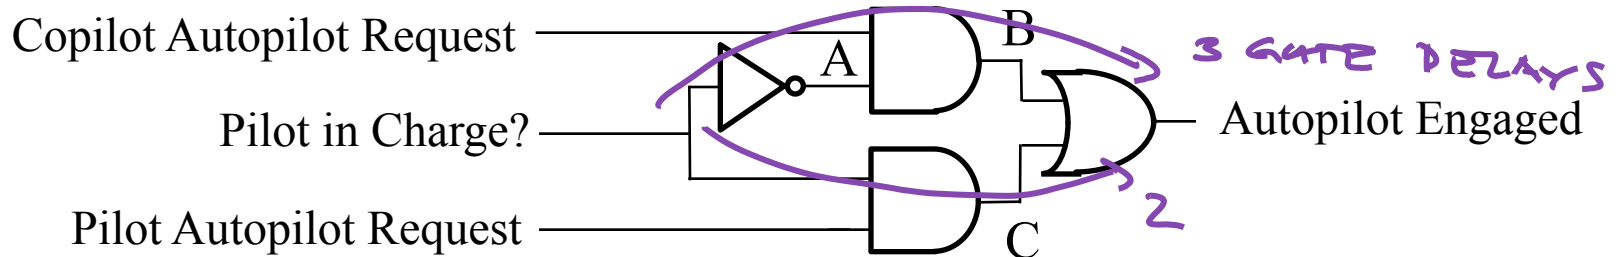 Copilot Autopilot Request
A
B
3 GATE DELAYS
Pilot in Charge?
Autopilot Engaged
2
Pilot Autopilot Request
C